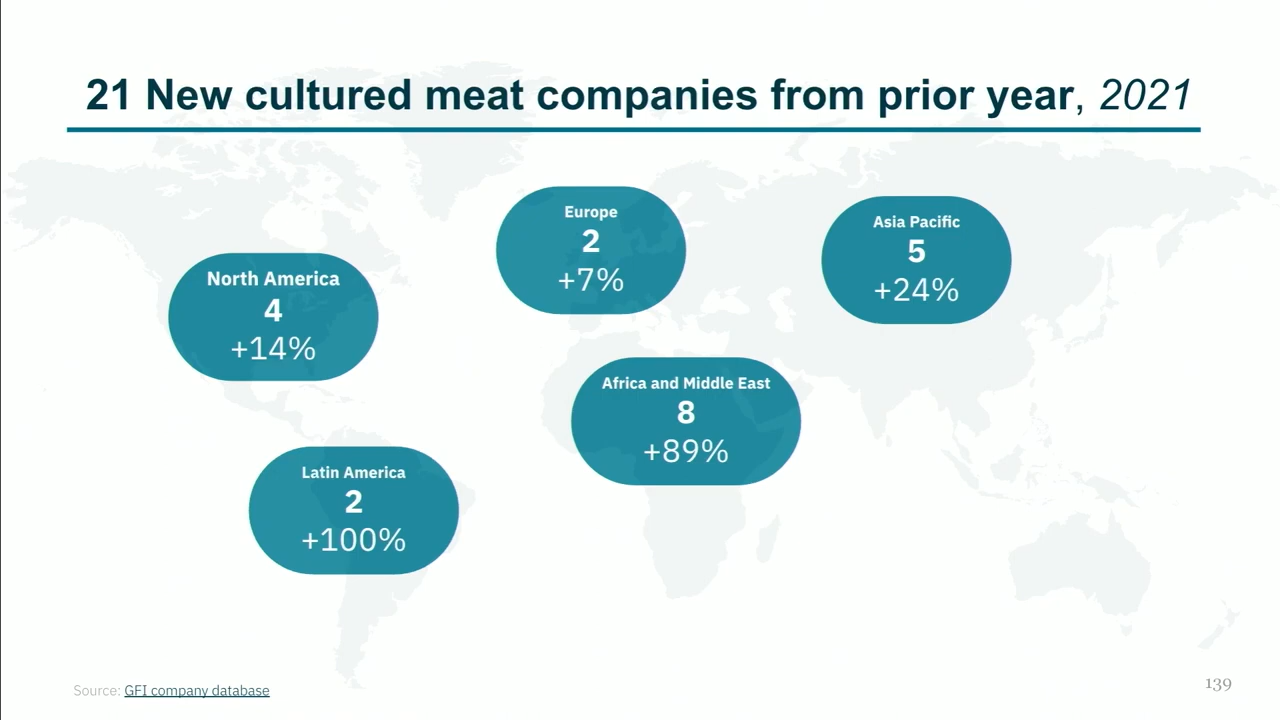 21 New cultured meat companies from prior year, 2021
Europe
2
+7%
Asia Pacific
5
+24%
North America
4
+14%
Africa and Middle East
8
+89%
Latin America
2
+100%
Source: GFI company database
139